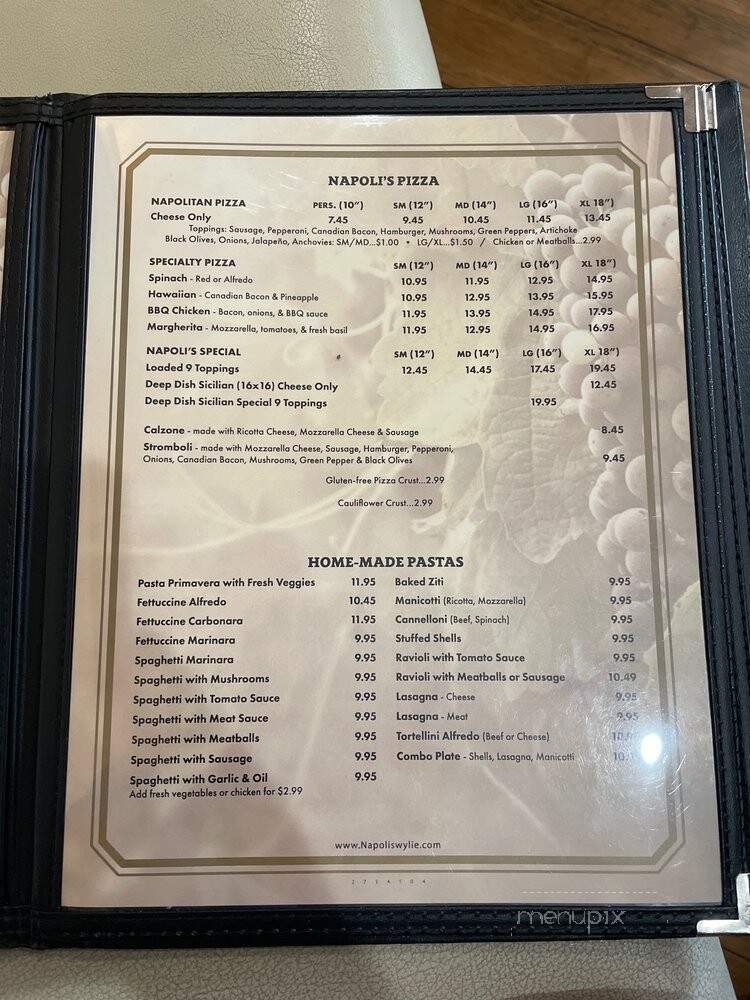 NAPOLI'S PIZZA
NAPOLITAN PIZZA PERS. (10") SM (12") MD (14") LG (16") XL 18")
Cheese Only 7.45 9.45 10.45 11.45 13.45
Toppings: Sausage, Pepperoni, Canadian Bacon, Hamburger, Mushrooms, Green Peppers, Artichoke
Black Olives, Onions, Jalapeño, Anchovies: SM/MD...$1.00 • LG/XL...$1.50 / Chicken or Meatballs...2.99
SPECIALTY PIZZA SM (12") MD (14") LG (16") XL 18")
Spinach - Red or Alfredo 10.95 11.95 12.95 14.95
Hawaiian - Canadian Bacon & Pineapple 10.95 12.95 13.95 15.95
BBQ Chicken - Bacon, onions, & BBQ sauce 11.95 13.95 14.95 17.95
Margherita - Mozzarella, tomatoes, & fresh basil 11.95 12.95 14.95 16.95
NAPOLI'S SPECIAL SM (12") MD (14") LG (16") XL 18")
Loaded 9 Toppings 12.45 14.45 17.45 19.45
Deep Dish Sicilian (16x16) Cheese Only 12.45
Deep Dish Sicilian Special 9 Toppings 19.95
Calzone - made with Ricotta Cheese, Mozzarella Cheese & Sausage 8.45
Stromboli - made with Mozzarella Cheese, Sausage, Hamburger, Pepperoni,
Onions, Canadian Bacon, Mushrooms, Green Pepper & Black Olives 9.45
Gluten-free Pizza Crust...2.99
Cauliflower Crust...2.99
HOME-MADE PASTAS
Pasta Primavera with Fresh Veggies 11.95 Baked Ziti 9.95
Fettuccine Alfredo 10.45 Manicotti (Ricotta, Mozzarella) 9.95
Fettuccine Carbonara 11.95 Cannelloni (Beef, Spinach) 9.95
Fettuccine Marinara 9.95 Stuffed Shells 9.95
Spaghetti Marinara 9.95 Ravioli with Tomato Sauce 9.95
Spaghetti with Mushrooms 9.95 Ravioli with Meatballs or Sausage 10.49
Spaghetti with Tomato Sauce 9.95 Lasagna - Cheese 9.95
Spaghetti with Meat Sauce 9.95 Lasagna - Meat 9.95
Spaghetti with Meatballs 9.95 Tortellini Alfredo (Beef or Cheese)
Spaghetti with Sausage 9.95 Combo Plate - Shells, Lasagna, Manicotti
Spaghetti with Garlic & Oil 9.95
Add fresh vegetables or chicken for $2.99
www.Napoliswylie.com
menupix